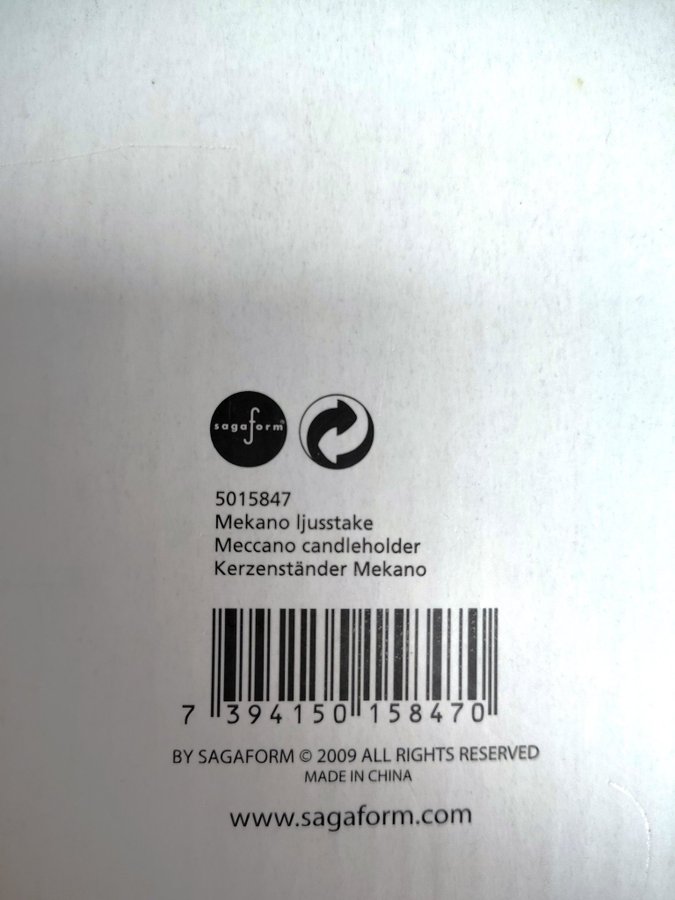 sagaform®
5015847
Mekano ljusstake
Meccano candleholder
Kerzenständer Mekano
7 394150 158470
BY SAGAFORM © 2009 ALL RIGHTS RESERVED
MADE IN CHINA
www.sagaform.com